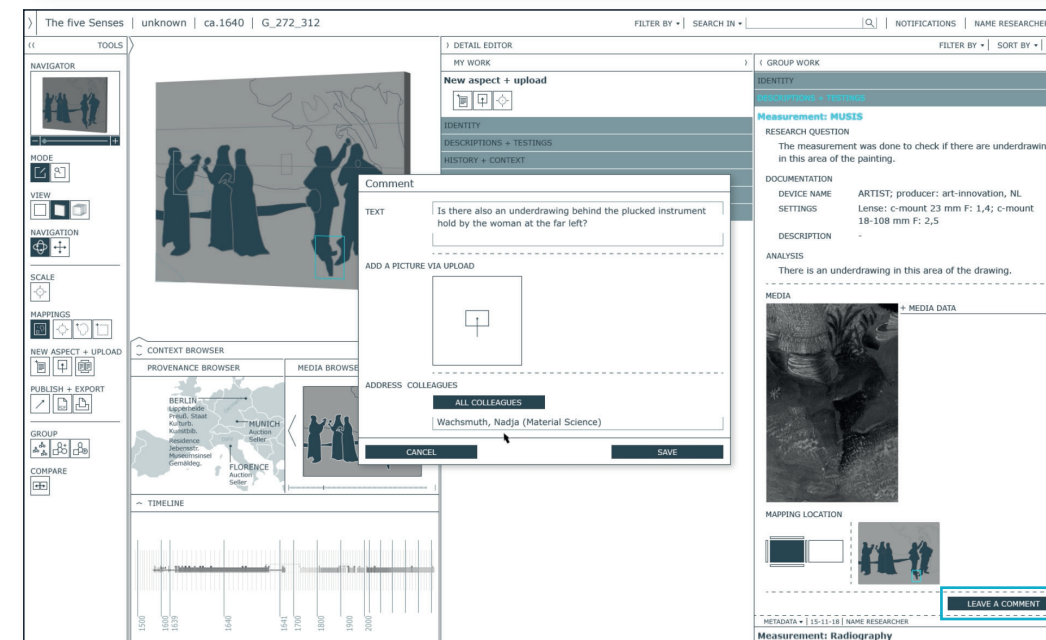 The five Senses | unknown | ca.1640 | G_272_312
FILTER BY | SEARCH IN
NOTIFICATIONS | NAME RESEARCHER
TOOLS
NAVIGATOR
MODE
VIEW
NAVIGATION
SCALE
MAPPINGS
NEW ASPECT + UPLOAD
PUBLISH + EXPORT
GROUP
COMPARE
CONTEXT BROWSER
PROVENANCE BROWSER
MEDIA BROWSE
BERLIN
Lipperheide
Preuß. Staat
Kulturb.
Kunstbib.
Residence
Jebensstr.
Museumsinsel
Gemäldeg.
MUNICH
Auction
Seller
FLORENCE
Auction
Seller
TIMELINE
1500
1600
1639
1640
1641
1700
1800
1900
2000
DETAIL EDITOR
MY WORK
New aspect + upload
IDENTITY
DESCRIPTIONS + TESTINGS
HISTORY + CONTEXT
Comment
TEXT
Is there also an underdrawing behind the plucked instrument
hold by the woman at the far left?
ADD A PICTURE VIA UPLOAD
ADDRESS COLLEAGUES
ALL COLLEAGUES
Wachsmuth, Nadja (Material Science)
CANCEL
SAVE
FILTER BY | SORT BY |
GROUP WORK
IDENTITY
DESCRIPTIONS + TESTINGS
Measurement: MUSIS
RESEARCH QUESTION
The measurement was done to check if there are underdrawin
in this area of the painting.
DOCUMENTATION
DEVICE NAME ARTIST; producer: art-innovation, NL
SETTINGS Lense: c-mount 23 mm F: 1,4; c-mount
18-108 mm F: 2,5
DESCRIPTION -
ANALYSIS
There is an underdrawing in this area of the drawing.
MEDIA
+ MEDIA DATA
MAPPING LOCATION
LEAVE A COMMENT
METADATA | 15-11-18 | NAME RESEARCHER
Measurement: Radiography